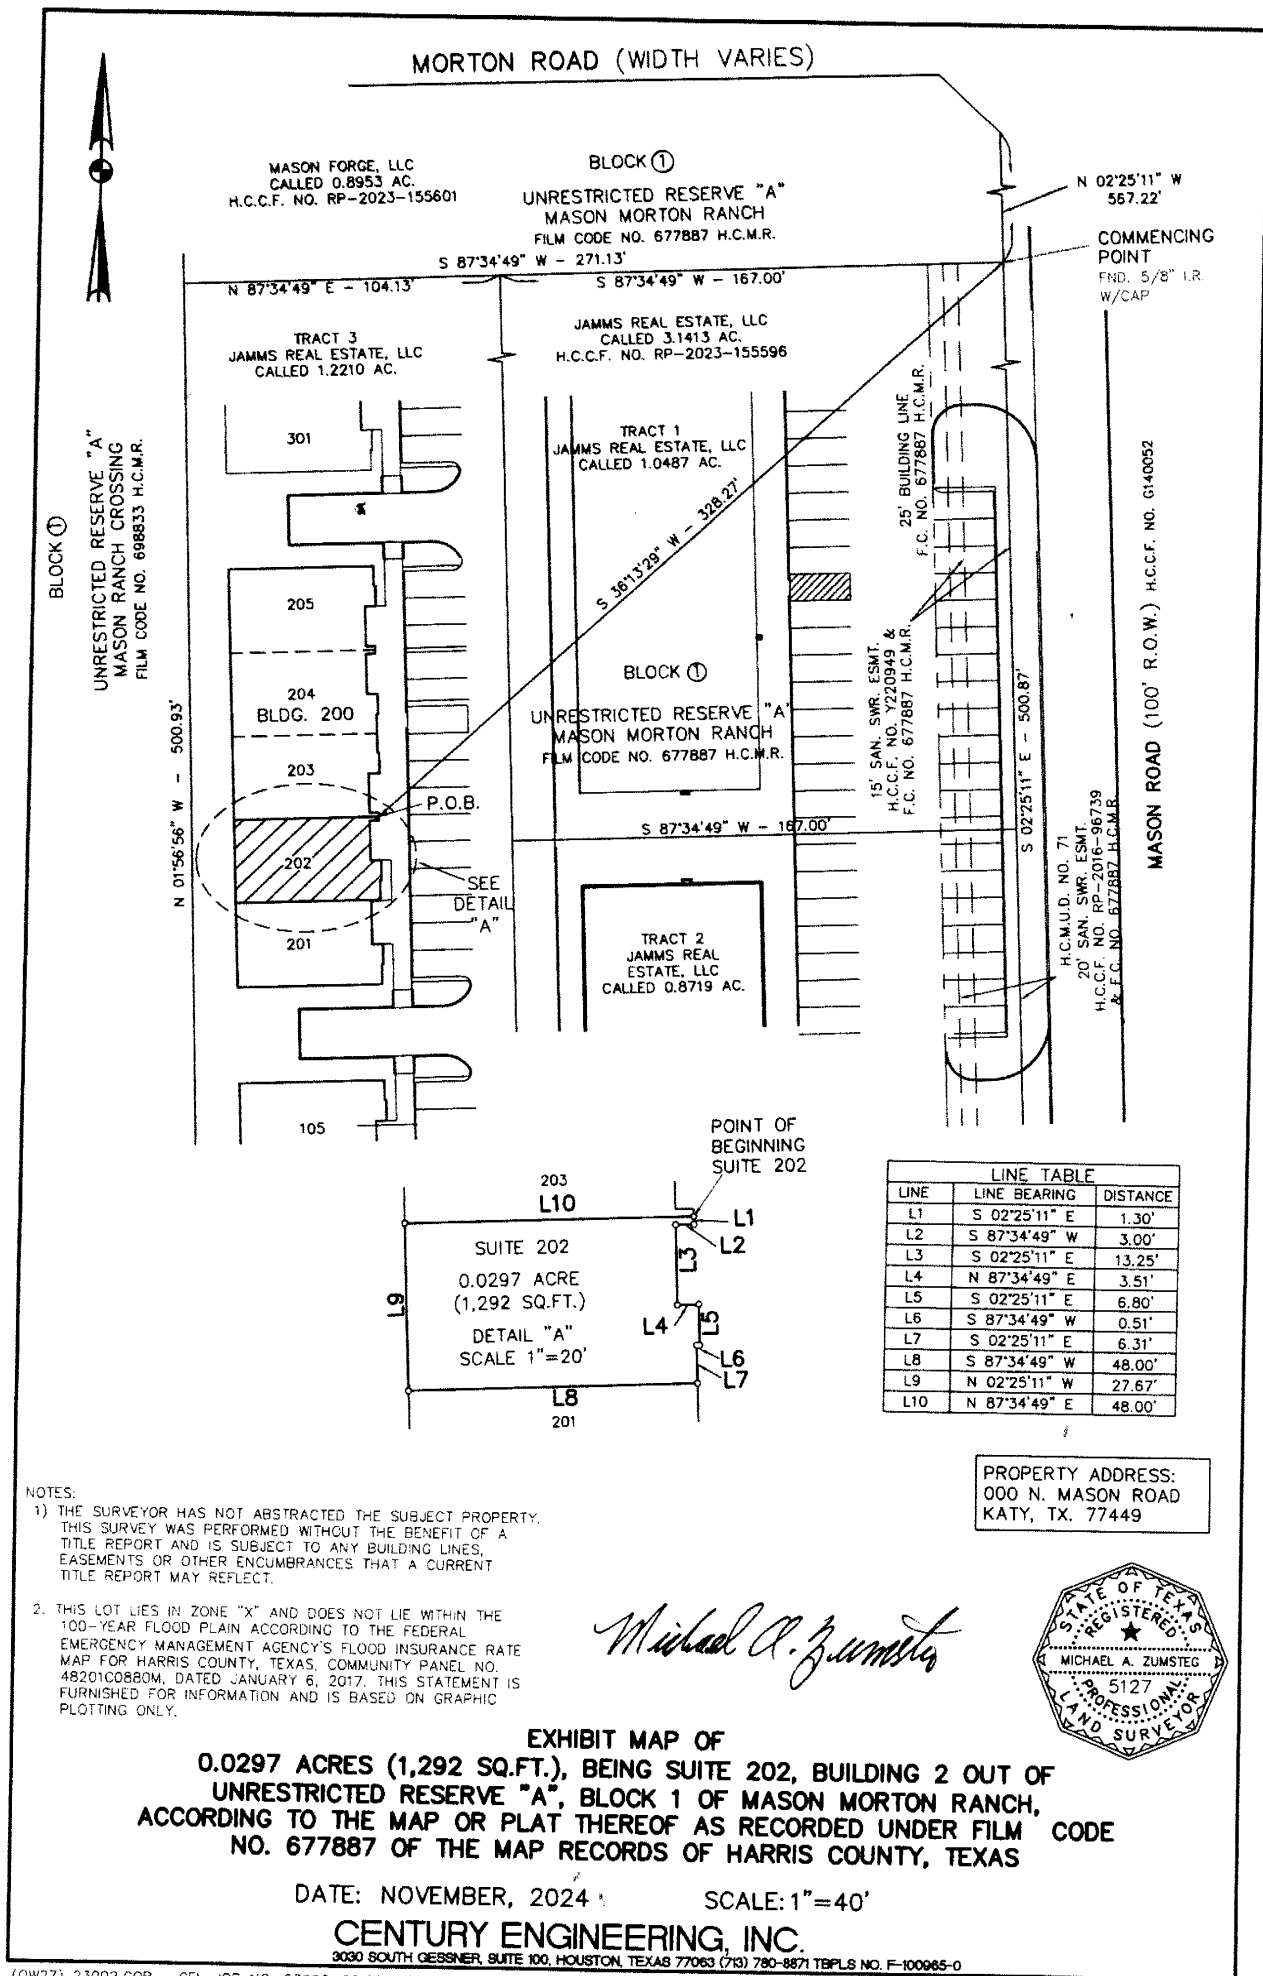 MORTON ROAD (WIDTH VARIES)
MASON FORGE, LLC
CALLED 0.8953 AC.
H.C.C.F. NO. RP-2023-155601
BLOCK 1
UNRESTRICTED RESERVE "A"
MASON MORTON RANCH
FILM CODE NO. 677887 H.C.M.R.
N 02°25'11" W
567.22'
COMMENCING
POINT
FND. 5/8" I.R.
W/CAP
S 87°34'49" W - 271.13'
N 87°34'49" E - 104.13'
S 87°34'49" W - 167.00'
TRACT 3
JAMMS REAL ESTATE, LLC
CALLED 1.2210 AC.
JAMMS REAL ESTATE, LLC
CALLED 3.1413 AC.
H.C.C.F. NO. RP-2023-155596
BLOCK 1
UNRESTRICTED RESERVE "A"
MASON RANCH CROSSING
FILM CODE NO. 698833 H.C.M.R.
301
TRACT 1
JAMMS REAL ESTATE, LLC
CALLED 1.0487 AC.
25' BUILDING LINE
F.C. NO. 677887 H.C.M.R.
S 36°13'29" W - 328.27'
205
204
BLDG. 200
203
BLOCK 1
UNRESTRICTED RESERVE "A"
MASON MORTON RANCH
FILM CODE NO. 677887 H.C.M.R.
15' SAN. SWR. ESMT.
H.C.C.F. NO. Y220949 &
F.C. NO. 677887 H.C.M.R.
S 02°25'11" E - 500.87'
MASON ROAD (100' R.O.W.) H.C.C.F. NO. G140052
N 01°56'56" W - 500.93'
P.O.B.
S 87°34'49" W - 167.00'
202
SEE
DETAIL
"A"
201
TRACT 2
JAMMS REAL
ESTATE, LLC
CALLED 0.8719 AC.
H.C.M.U.D. NO. 71
20' SAN. SWR. ESMT.
H.C.C.F. NO. RP-2016-96739
& F.C. NO. 677887 H.C.M.R.
105
POINT OF
BEGINNING
SUITE 202
203
L10
L1
L2
SUITE 202
L3
0.0297 ACRE
(1,292 SQ.FT.)
L9
L4
L5
DETAIL "A"
SCALE 1"=20'
L6
L7
L8
201
LINE TABLE
LINE LINE BEARING DISTANCE
L1 S 02°25'11" E 1.30'
L2 S 87°34'49" W 3.00'
L3 S 02°25'11" E 13.25'
L4 N 87°34'49" E 3.51'
L5 S 02°25'11" E 6.80'
L6 S 87°34'49" W 0.51'
L7 S 02°25'11" E 6.31'
L8 S 87°34'49" W 48.00'
L9 N 02°25'11" W 27.67'
L10 N 87°34'49" E 48.00'
PROPERTY ADDRESS:
000 N. MASON ROAD
KATY, TX. 77449
NOTES:
1) THE SURVEYOR HAS NOT ABSTRACTED THE SUBJECT PROPERTY.
THIS SURVEY WAS PERFORMED WITHOUT THE BENEFIT OF A
TITLE REPORT AND IS SUBJECT TO ANY BUILDING LINES,
EASEMENTS OR OTHER ENCUMBRANCES THAT A CURRENT
TITLE REPORT MAY REFLECT.
2. THIS LOT LIES IN ZONE "X" AND DOES NOT LIE WITHIN THE
100-YEAR FLOOD PLAIN ACCORDING TO THE FEDERAL
EMERGENCY MANAGEMENT AGENCY'S FLOOD INSURANCE RATE
MAP FOR HARRIS COUNTY, TEXAS, COMMUNITY PANEL NO.
48201C0880M, DATED JANUARY 6, 2017. THIS STATEMENT IS
FURNISHED FOR INFORMATION AND IS BASED ON GRAPHIC
PLOTTING ONLY.
Michael A. Zumsteg
STATE OF TEXAS
REGISTERED
MICHAEL A. ZUMSTEG
5127
PROFESSIONAL
LAND SURVEYOR
EXHIBIT MAP OF
0.0297 ACRES (1,292 SQ.FT.), BEING SUITE 202, BUILDING 2 OUT OF
UNRESTRICTED RESERVE "A", BLOCK 1 OF MASON MORTON RANCH,
ACCORDING TO THE MAP OR PLAT THEREOF AS RECORDED UNDER FILM CODE
NO. 677887 OF THE MAP RECORDS OF HARRIS COUNTY, TEXAS
DATE: NOVEMBER, 2024 SCALE: 1"=40'
CENTURY ENGINEERING, INC.
3030 SOUTH GESSNER, SUITE 100, HOUSTON, TEXAS 77063 (713) 780-8871 TBPLS NO. F-100965-0